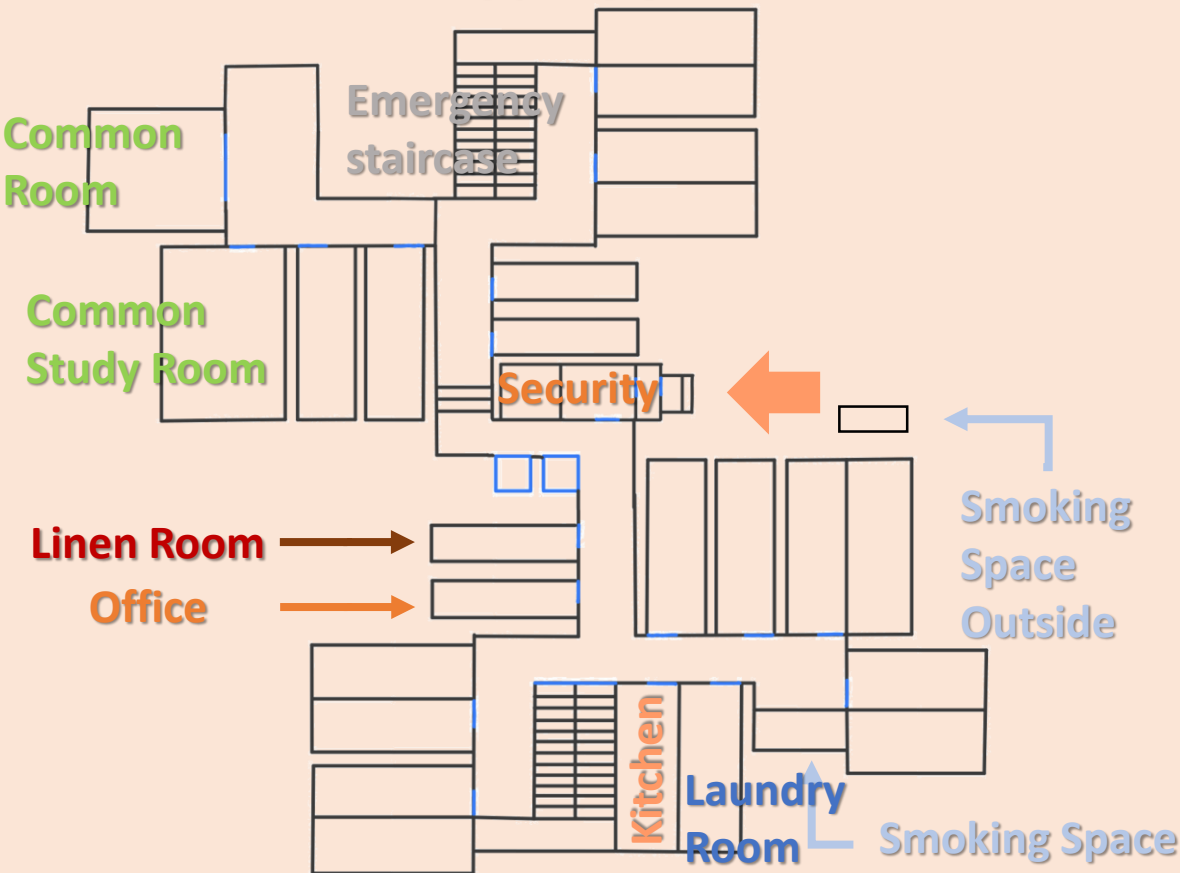 Emergency
staircase
Common
Room
Common
Study Room
Security
Smoking
Space
Outside
Linen Room
Office
Kitchen
Laundry
Room
Smoking Space